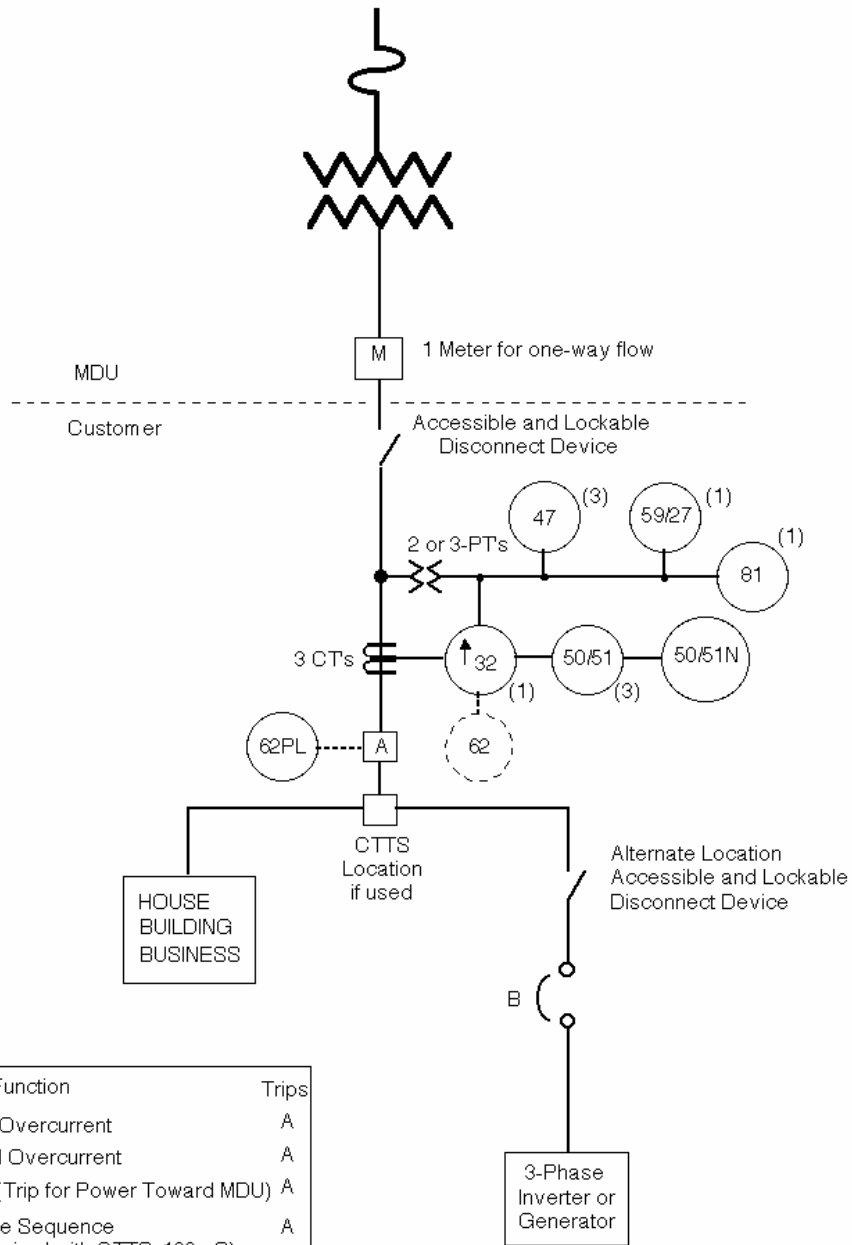 M
1 Meter for one-way flow
MDU
Customer
Accessible and Lockable
Disconnect Device
47
(3)
59/27
(1)
2 or 3-PT's
81
(1)
3 CT's
32
(1)
50/51
(3)
50/51N
62PL
A
62
CTTS
Location
if used
HOUSE
BUILDING
BUSINESS
Alternate Location
Accessible and Lockable
Disconnect Device
B
3-Phase
Inverter or
Generator
Function Trips
Overcurrent A
Overcurrent A
(Trip for Power Toward MDU) A
Sequence A